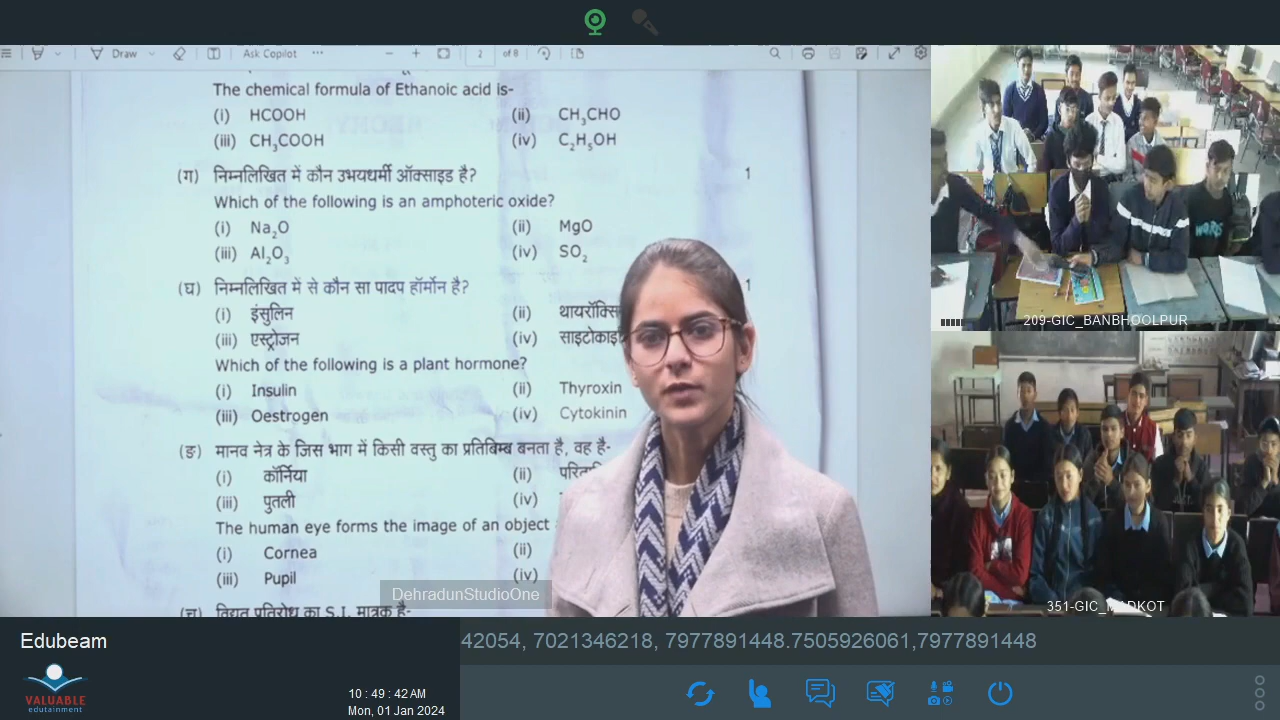 Draw
Ask Copilot
2
of 8
The chemical formula of Ethanoic acid is-
(i) HCOOH (ii) CH₃CHO
(iii) CH₃COOH (iv) C₂H₅OH
(ग) निम्नलिखित में कौन उभयधर्मी ऑक्साइड है? 1
Which of the following is an amphoteric oxide?
(i) Na₂O (ii) MgO
(iii) Al₂O₃ (iv) SO₂
(घ) निम्नलिखित में से कौन सा पादप हॉर्मोन है? 1
(i) इंसुलिन (ii)
(iii) एस्ट्रोजन (iv)
Which of the following is a plant hormone?
(i) Insulin (ii) Thyroxin
(iii) Oestrogen (iv) Cytokinin
(ङ) मानव नेत्र के जिस भाग में किसी वस्तु का प्रतिबिम्ब बनता है, वह है-
(i) कॉर्निया (ii)
(iii) पुतली (iv)
The human eye forms the image of an object
(i) Cornea (ii)
(iii) Pupil (iv)
(च) विद्युत प्रतिरोध का S.I. मात्रक है-
DehradunStudioOne
209-GIC_BANBHOOLPUR
Edubeam
42054, 7021346218, 7977891448.7505926061,7977891448
VALUABLE
edutainment
10 : 49 : 42 AM
Mon, 01 Jan 2024